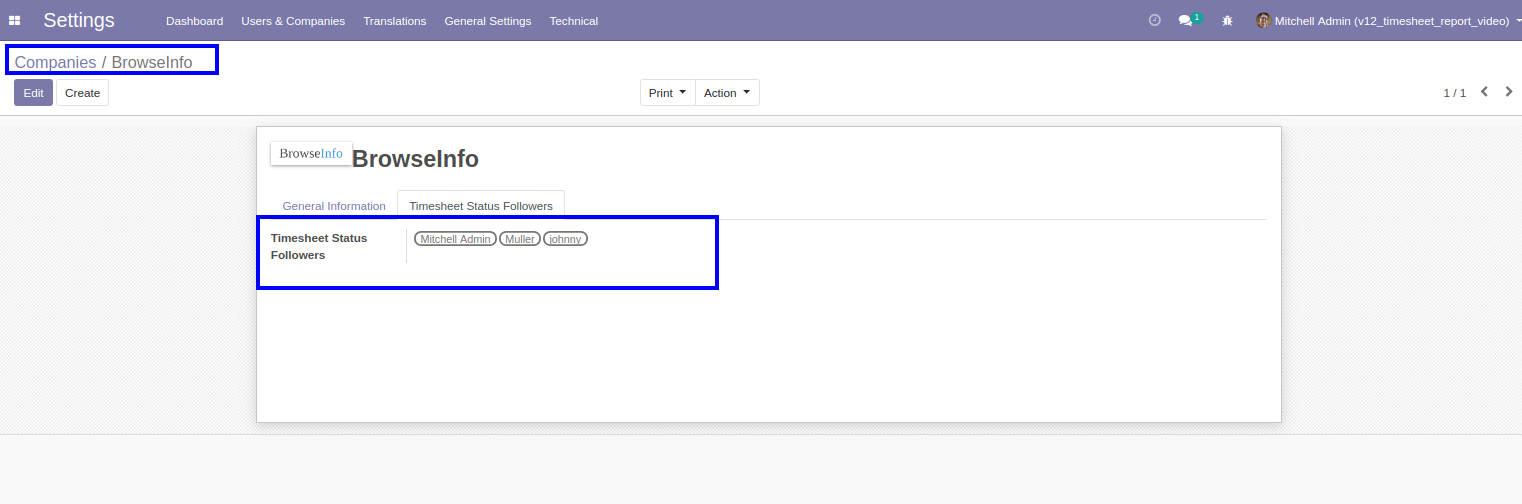 Settings Dashboard Users & Companies Translations General Settings Technical 1 Mitchell Admin (v12_timesheet_report_video)
Companies / BrowseInfo
Edit Create Print Action 1 / 1
BrowseInfo BrowseInfo
General Information Timesheet Status Followers
Timesheet Status Mitchell Admin Muller johnny
Followers